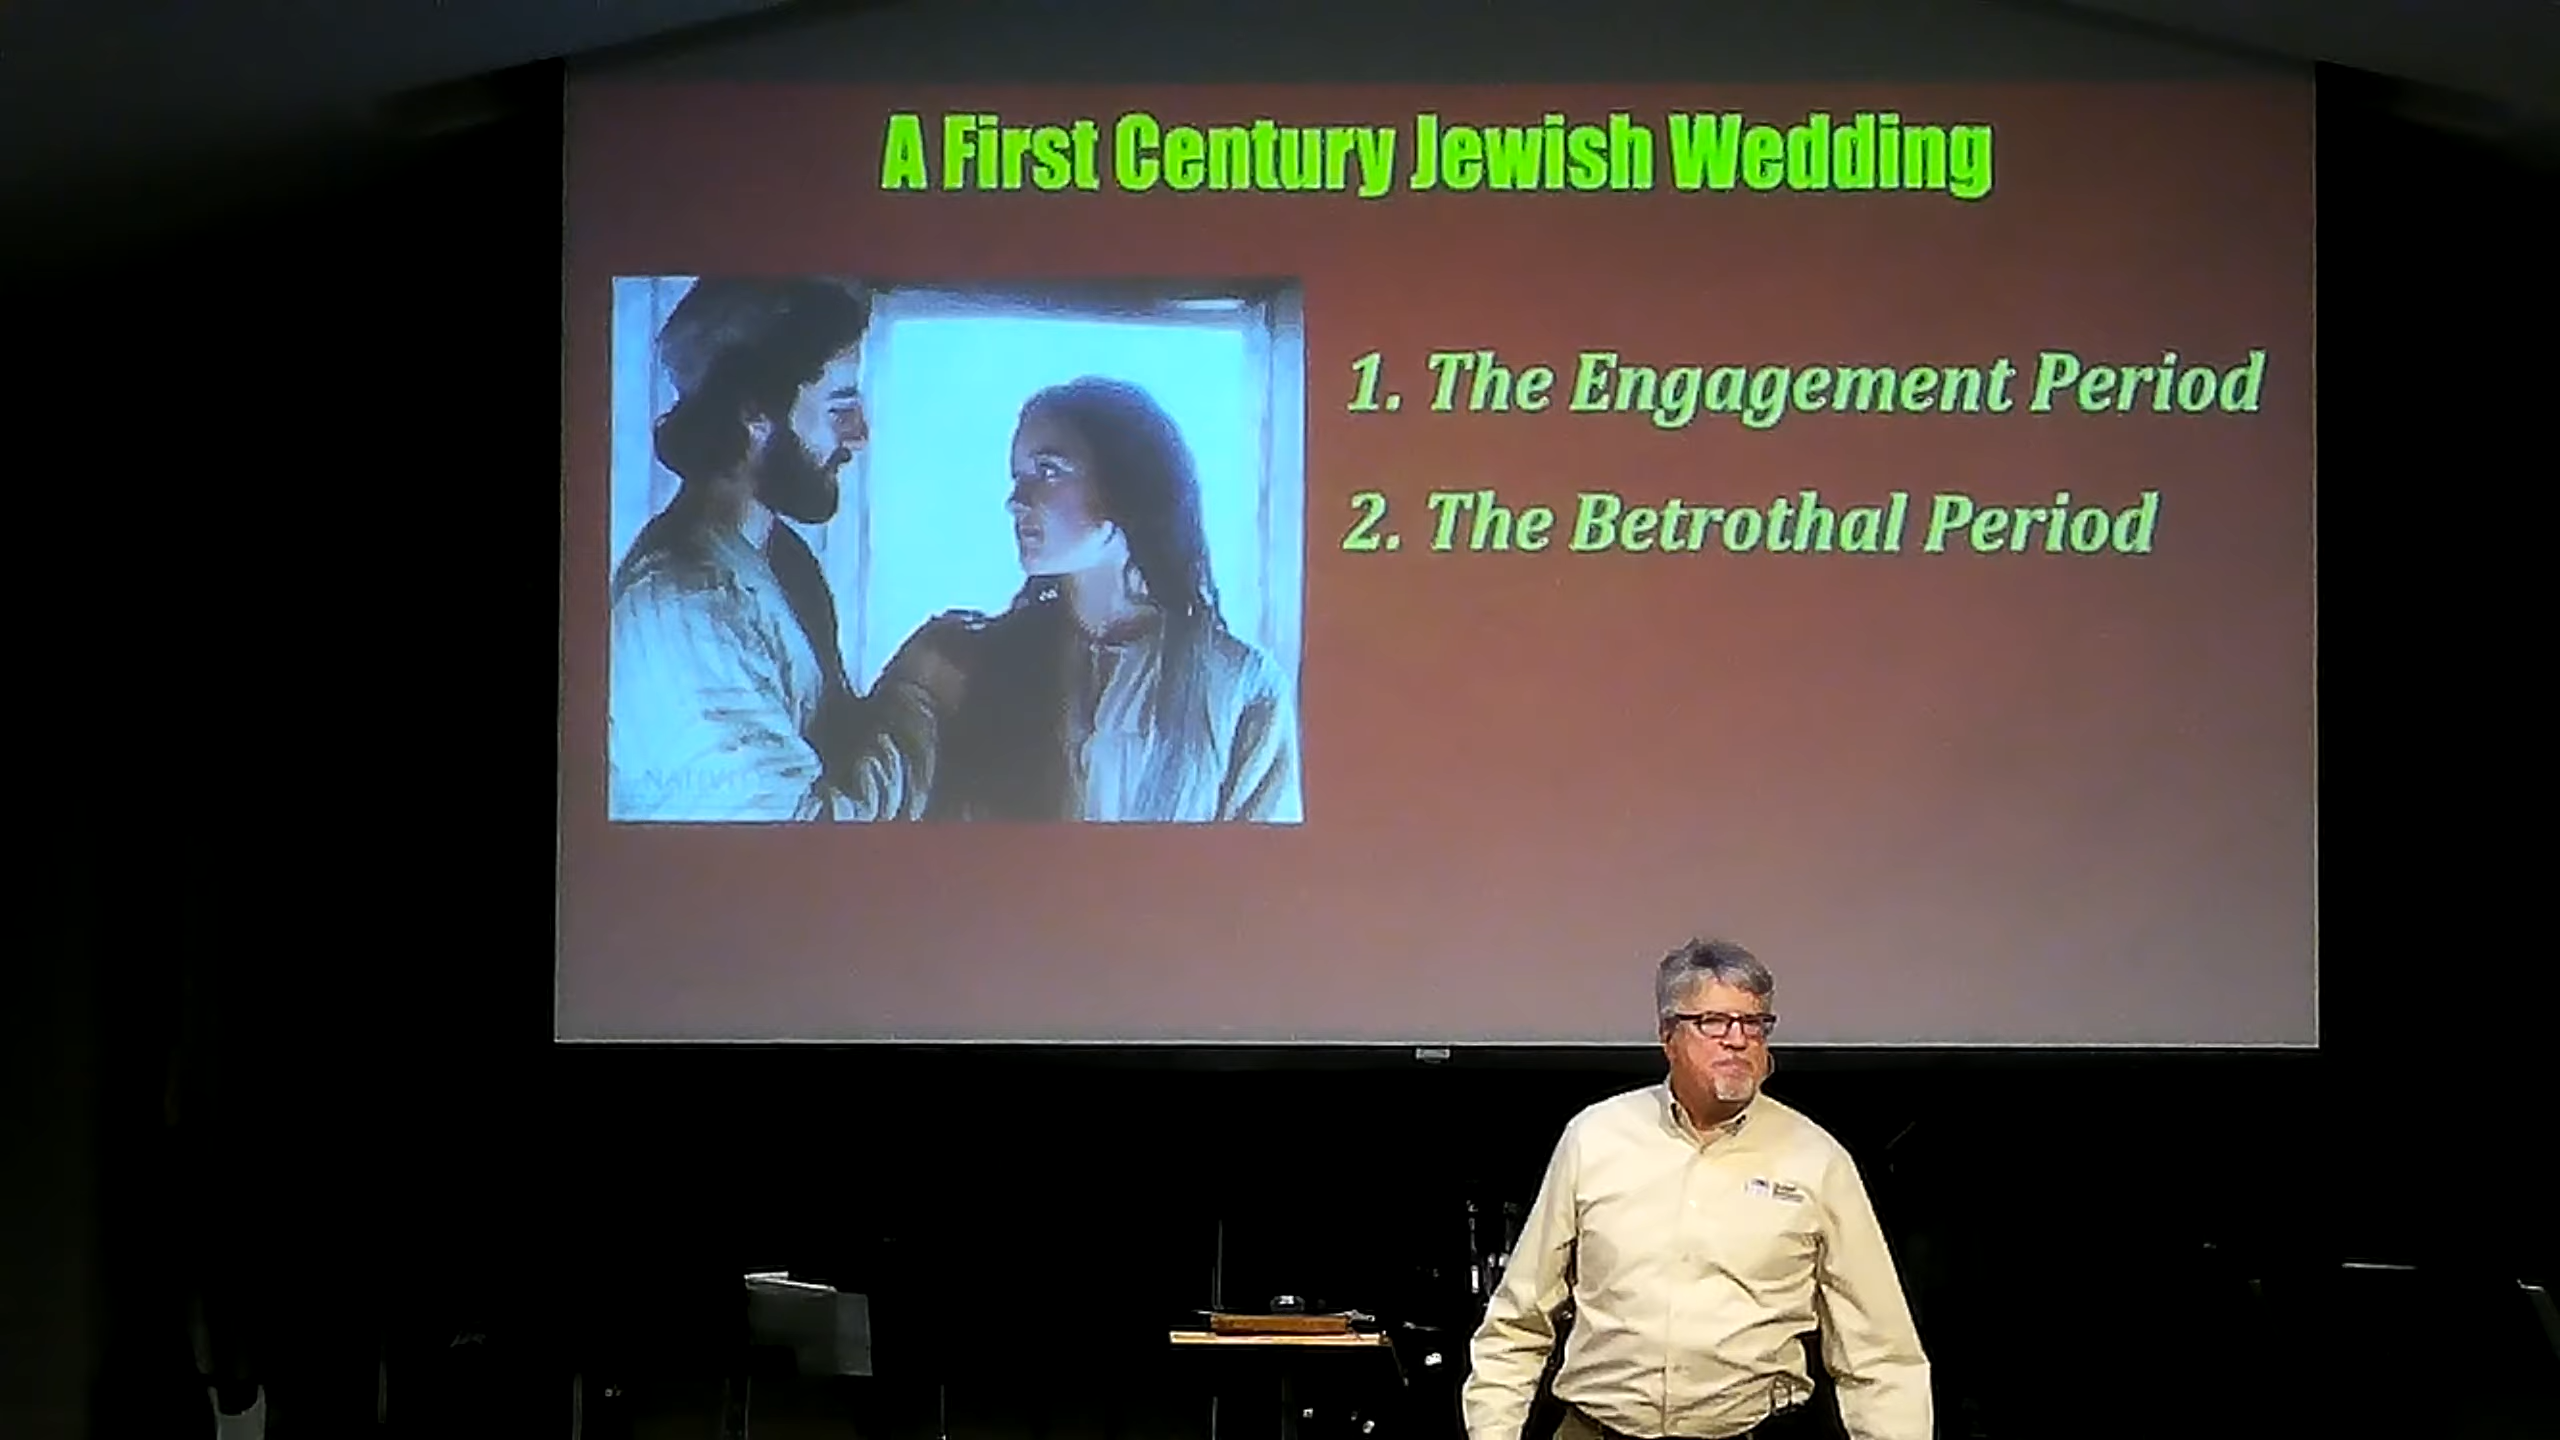 A First Century Jewish Wedding
1. The Engagement Period
2. The Betrothal Period